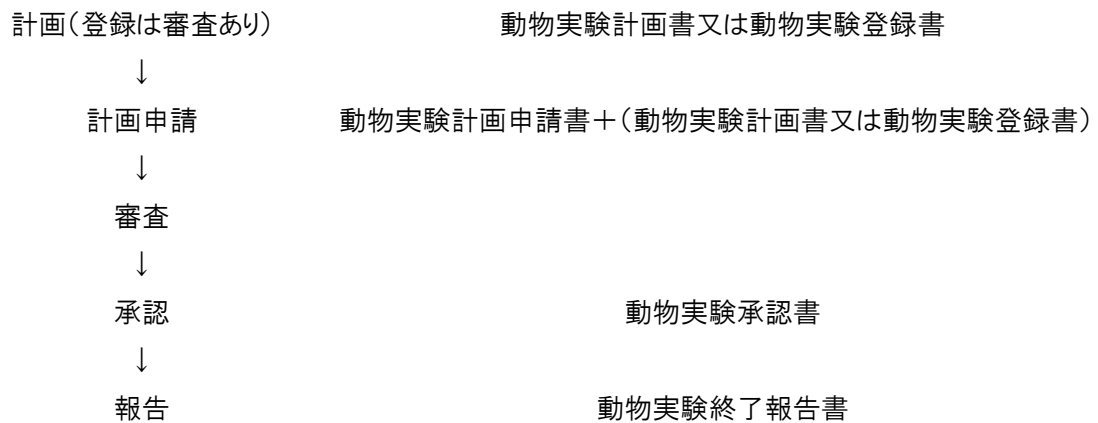 計画（登録は審査あり） 動物実験計画書又は動物実験登録書
↓
計画申請 動物実験計画申請書＋（動物実験計画書又は動物実験登録書）
↓
審査
↓
承認 動物実験承認書
↓
報告 動物実験終了報告書